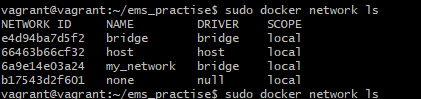 vagrant@vagrant:~/ems_practise$ sudo docker network ls
NETWORK ID     NAME         DRIVER    SCOPE
e4d94ba7d5f2   bridge       bridge    local
66463b66cf32   host         host      local
6a9e14e03a24   my_network   bridge    local
b17543d2f601   none         null      local
vagrant@vagrant:~/ems_practise$ sudo docker network ls